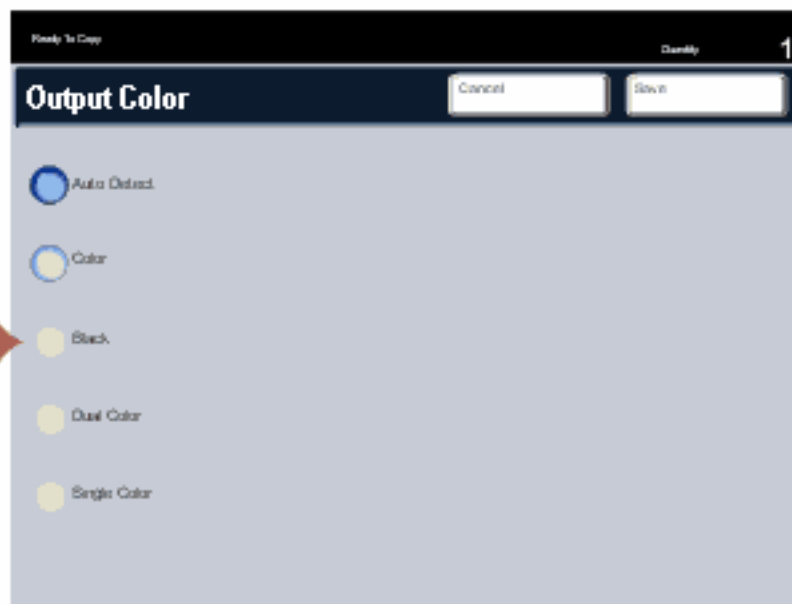 Ready To Copy
Quantity 1
Output Color Cancel Save
Auto Detect
Color
Black
Dual Color
Single Color